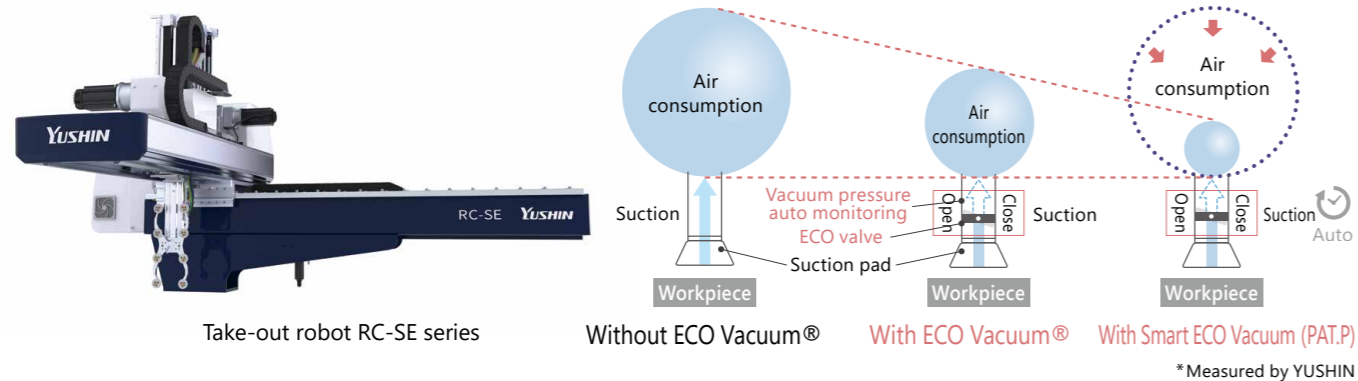 YUSHIN
RC-SE YUSHIN
Take-out robot RC-SE series
Air
consumption
Suction
Workpiece
Without ECO Vacuum®
Air
consumption
Vacuum pressure
auto monitoring
ECO valve
Suction pad
Open
Close
Suction
Workpiece
With ECO Vacuum®
Air
consumption
Open
Close
Suction
Auto
Workpiece
With Smart ECO Vacuum (PAT.P)
*Measured by YUSHIN